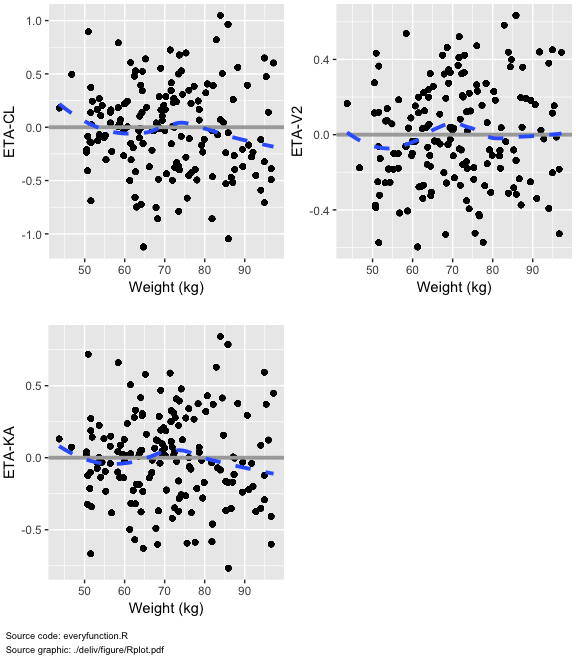 ETA-CL
1.0
0.5
0.0
-0.5
-1.0
50 60 70 80 90
Weight (kg)
ETA-V2
0.4
0.0
-0.4
50 60 70 80 90
Weight (kg)
ETA-KA
0.5
0.0
-0.5
50 60 70 80 90
Weight (kg)
Source code: everyfunction.R
Source graphic: ./deliv/figure/Rplot.pdf